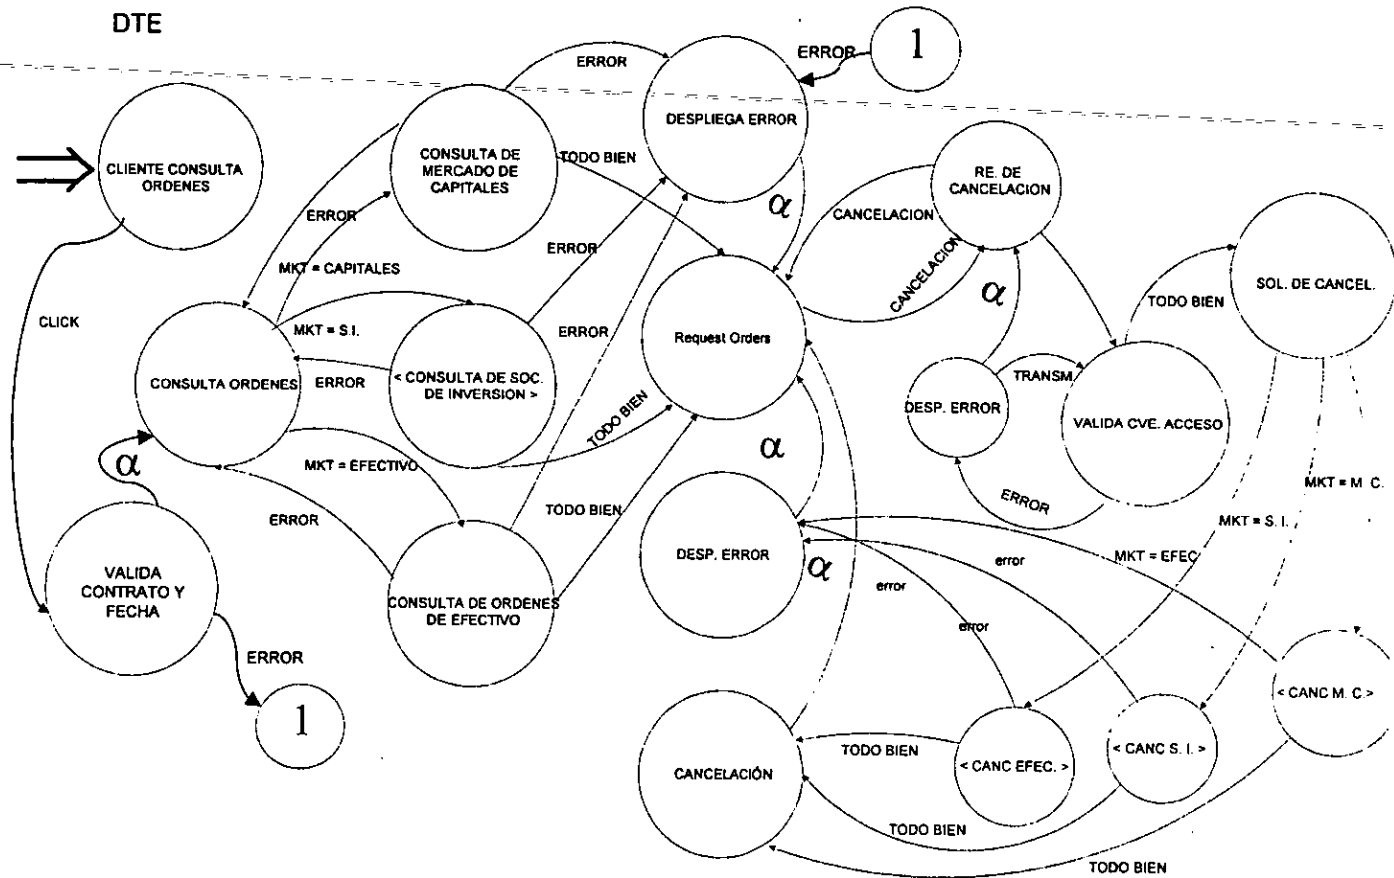 DTE
1
ERROR
ERROR
DESPLIEGA ERROR
CLIENTE CONSULTA
ORDENES
CONSULTA DE
MERCADO DE
CAPITALES
TODO BIEN
RE. DE
CANCELACION
α
CANCELACION
CANCELACION
ERROR
MKT = CAPITALES
ERROR
α
TODO BIEN
SOL. DE CANCEL.
CLICK
MKT = S.I.
ERROR
Request Orders
CONSULTA ORDENES
ERROR
< CONSULTA DE SOC.
DE INVERSION >
TODO BIEN
TRANSM.
DESP. ERROR
VALIDA CVE. ACCESO
α
MKT = EFECTIVO
α
ERROR
MKT = M. C.
ERROR
TODO BIEN
MKT = S.I.
DESP. ERROR
α
MKT = EFEC
error
error
error
VALIDA
CONTRATO Y
FECHA
CONSULTA DE ORDENES
DE EFECTIVO
ERROR
1
< CANC M. C.>
TODO BIEN
< CANC EFEC. >
< CANC S. I. >
CANCELACIÓN
TODO BIEN
TODO BIEN